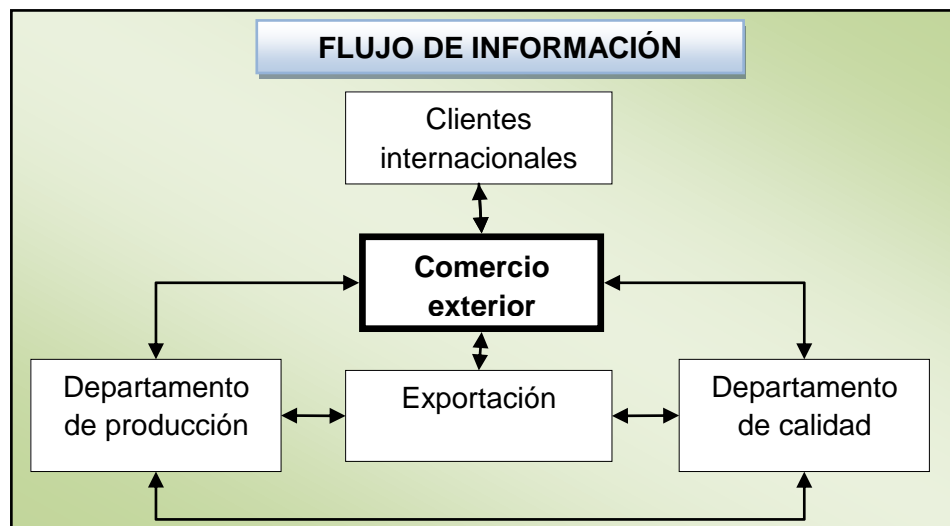 FLUJO DE INFORMACIÓN
Clientes
internacionales
Comercio
exterior
Departamento
de producción
Exportación
Departamento
de calidad